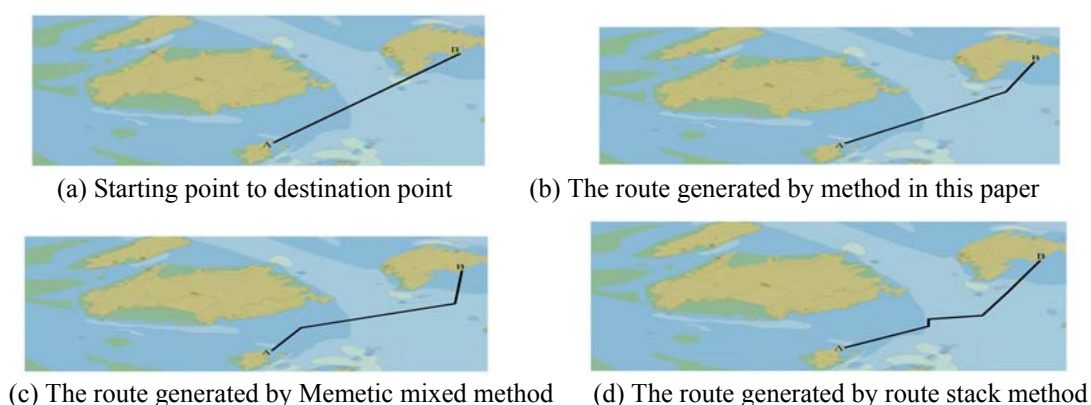 B
A
B
A
(a) Starting point to destination point
(b) The route generated by method in this paper
B
A
B
A
(c) The route generated by Memetic mixed method
(d) The route generated by route stack method